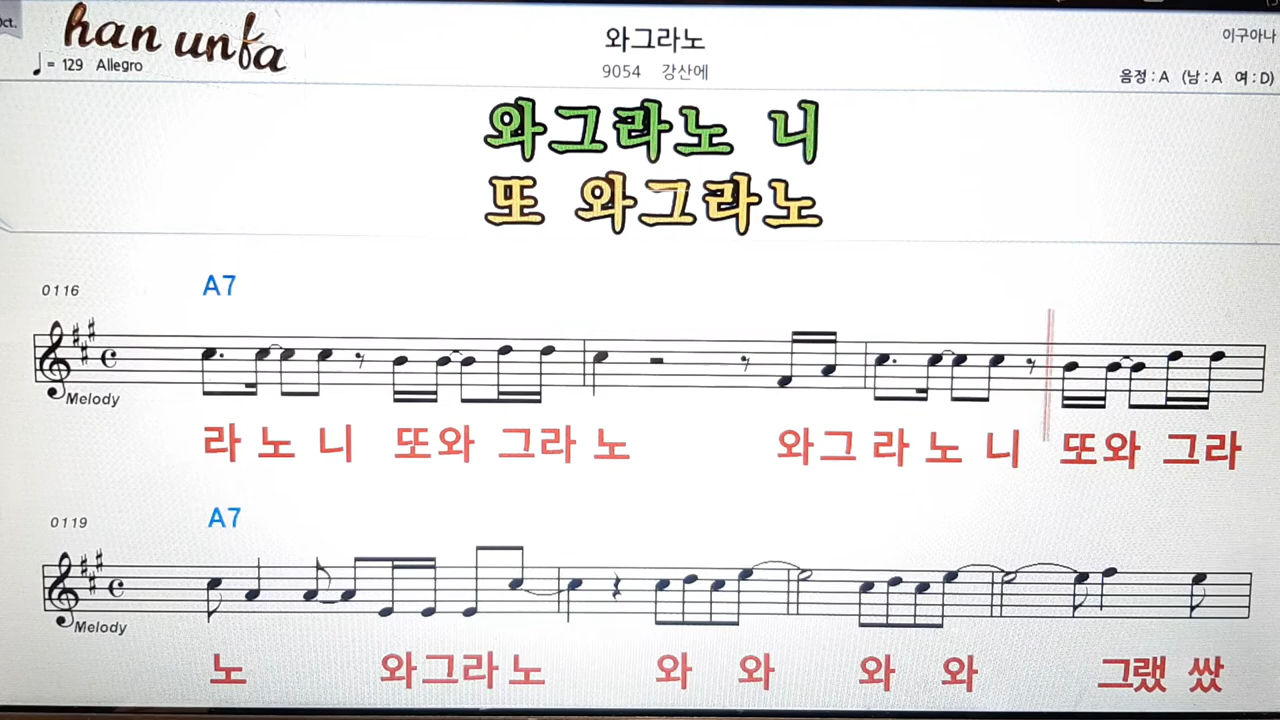 Oct.
han unfa
♩= 129 Allegro
와그라노
9054 강산에
이구아나
음정 : A (남 : A 여 : D)
와그라노 니
또 와그라노
0116
A7
Melody
라 노 니 또와 그라 노 와그 라 노 니 또와 그라
0119
A7
Melody
노 와그라 노 와 와 와 와 그랬 쌌